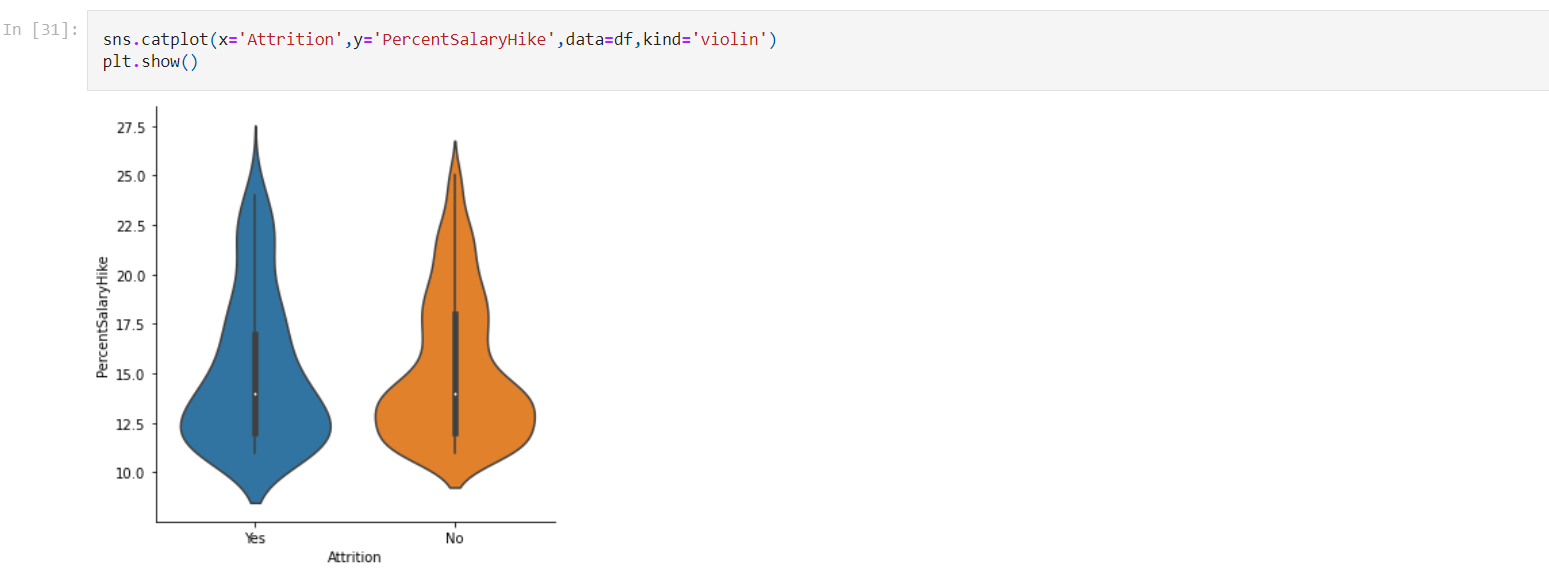 In [31]:
sns.catplot(x='Attrition',y='PercentSalaryHike',data=df,kind='violin')
plt.show()
27.5
25.0
22.5
20.0
17.5
15.0
12.5
10.0
PercentSalaryHike
Yes
No
Attrition